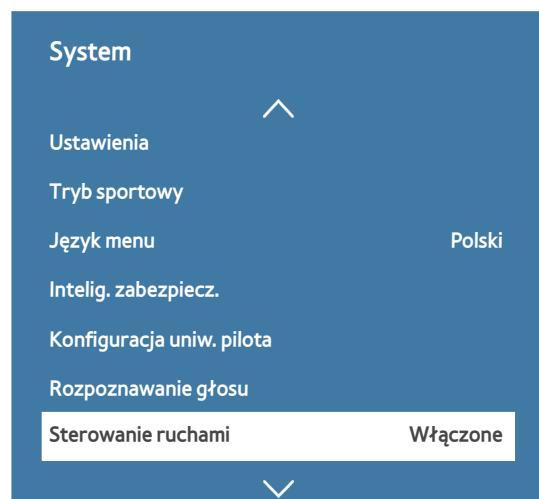 System
Ustawienia
Tryb sportowy
Język menu Polski
Intelig. zabezpiecz.
Konfiguracja uniw. pilota
Rozpoznawanie głosu
Sterowanie ruchami Włączone